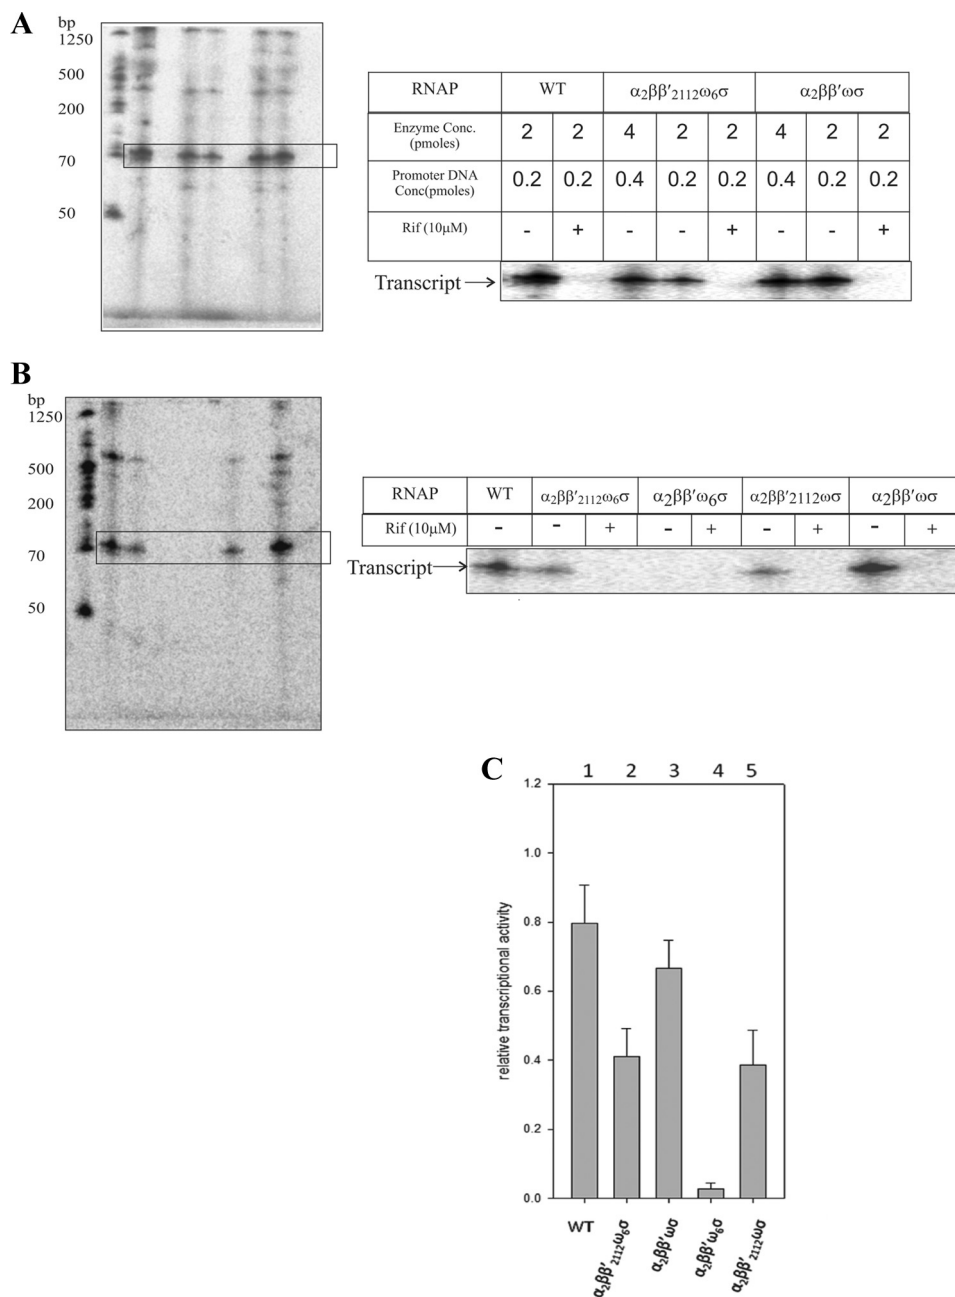 A
bp
1250
500
200
70
50
RNAP WT α₂ββ′₂₁₁₂ω₆σ α₂ββ′ωσ
Enzyme Conc.
(pmoles) 2 2 4 2 2 4 2 2
Promoter DNA
Conc(pmoles) 0.2 0.2 0.4 0.2 0.2 0.4 0.2 0.2
Rif (10μM) - + - - + - - +
Transcript
B
bp
1250
500
200
70
50
RNAP WT α₂ββ′₂₁₁₂ω₆σ α₂ββ′ω₆σ α₂ββ′₂₁₁₂ωσ α₂ββ′ωσ
Rif (10μM) - - + - + - + - +
Transcript
C
1 2 3 4 5
1.2
1.0
0.8
0.6
0.4
0.2
0.0
relative transcriptional activity
WT α₂ββ′₂₁₁₂ω₆σ α₂ββ′ωσ α₂ββ′ω₆σ α₂ββ′₂₁₁₂ωσ